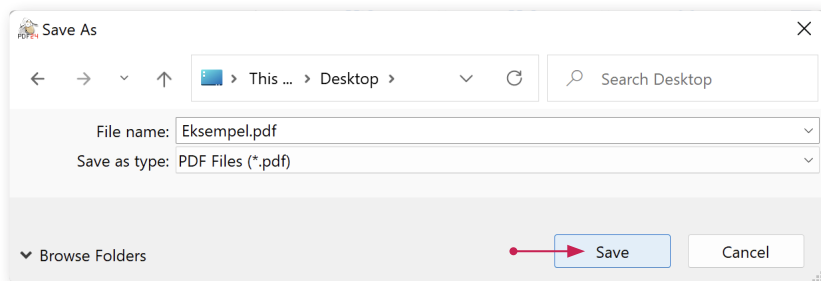 Save As
This ... > Desktop >
Search Desktop
File name: Eksempel.pdf
Save as type: PDF Files (*.pdf)
Browse Folders
Save
Cancel